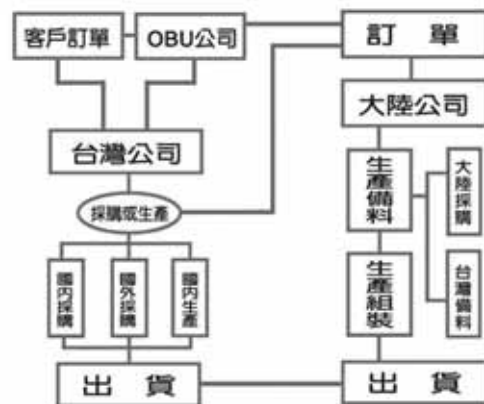 客戶訂單
OBU公司
訂單
大陸公司
台灣公司
採購或生產
生產備料
大陸採購
國內採購
國外採購
國內生產
生產組裝
台灣備料
出貨
出貨